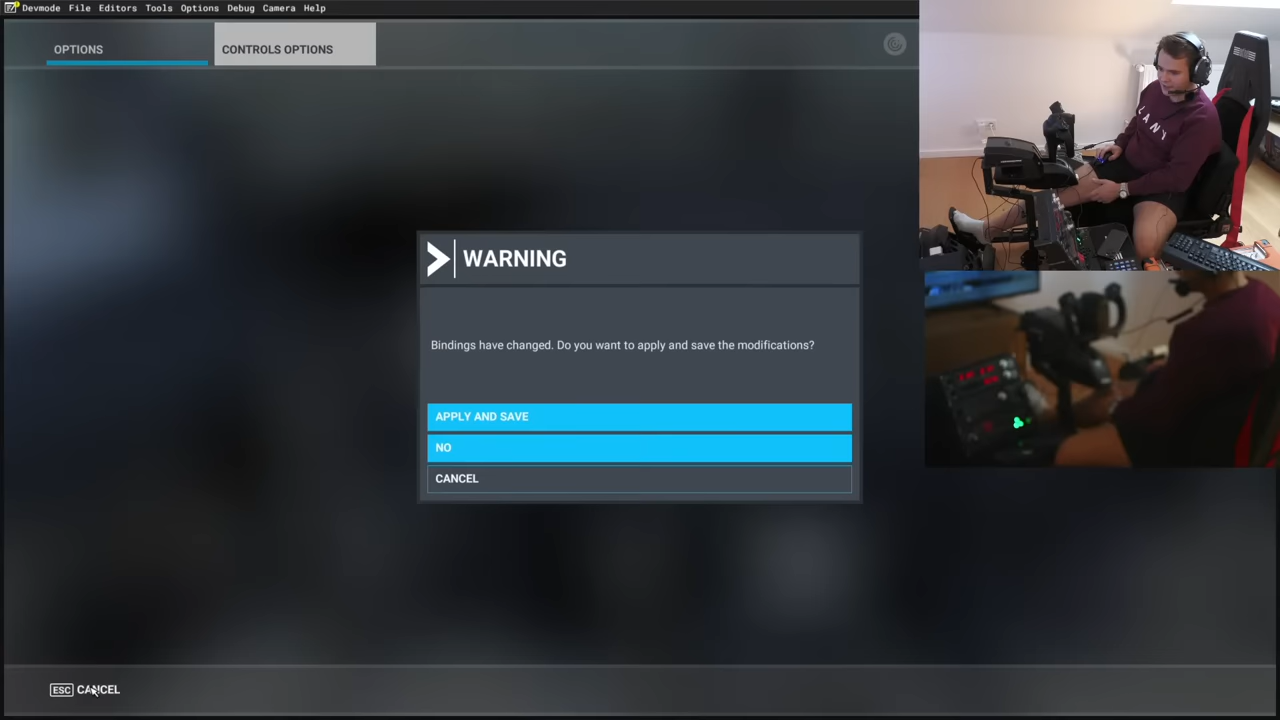 Devmode File Editors Tools Options Debug Camera Help
OPTIONS
CONTROLS OPTIONS
WARNING
Bindings have changed. Do you want to apply and save the modifications?
APPLY AND SAVE
NO
CANCEL
ESC CANCEL
LANY